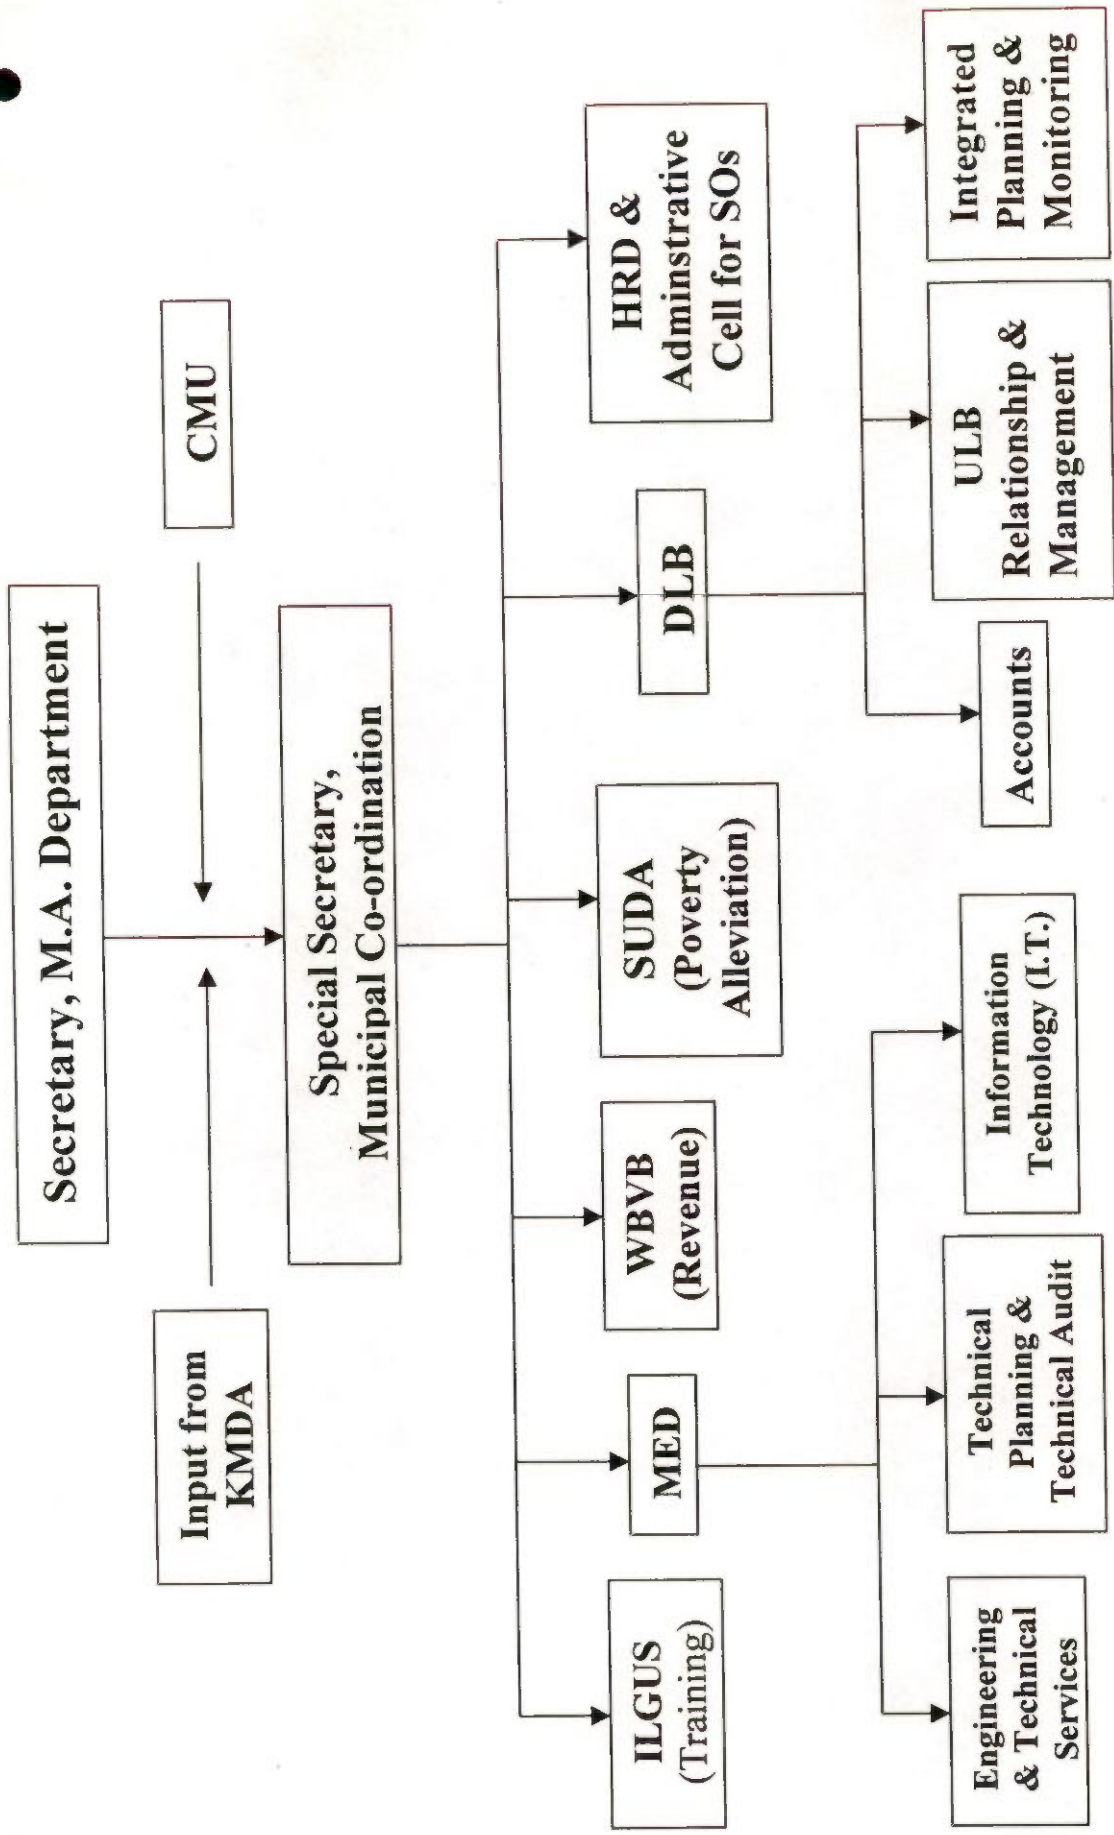 Secretary, M.A. Department
Input from
KMDA
CMU
Special Secretary,
Municipal Co-ordination
ILGUS
(Training)
MED
WBVB
(Revenue)
SUDA
(Poverty
Alleviation)
DLB
HRD &
Adminstrative
Cell for SOs
Engineering
& Technical
Services
Technical
Planning &
Technical Audit
Information
Technology (I.T.)
Accounts
ULB
Relationship &
Management
Integrated
Planning &
Monitoring